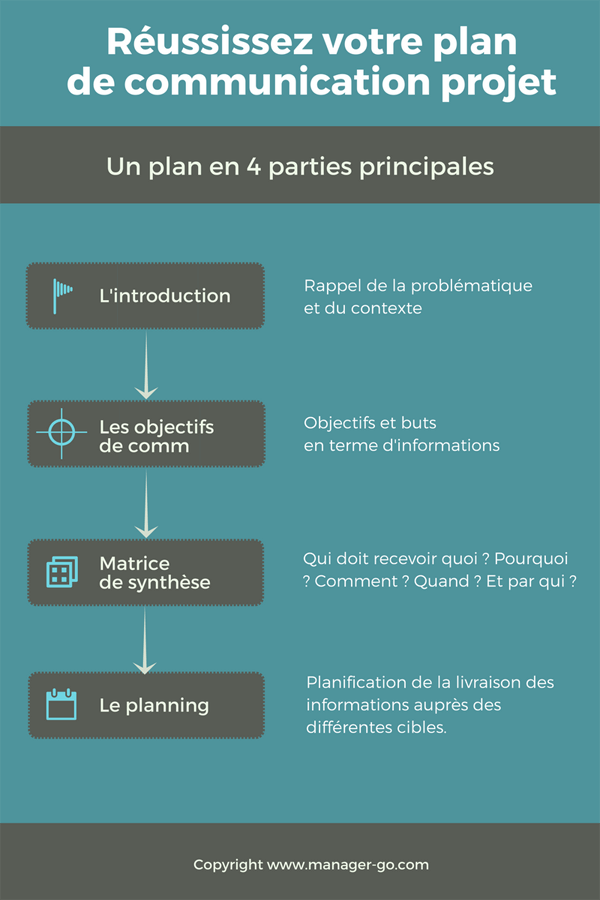 Réussissez votre plan
de communication projet
Un plan en 4 parties principales
L'introduction
Rappel de la problématique
et du contexte
Les objectifs
de comm
Objectifs et buts
en terme d'informations
Matrice
de synthèse
Qui doit recevoir quoi ? Pourquoi
? Comment ? Quand ? Et par qui ?
Le planning
Planification de la livraison des
informations auprès des
différentes cibles.
Copyright www.manager-go.com